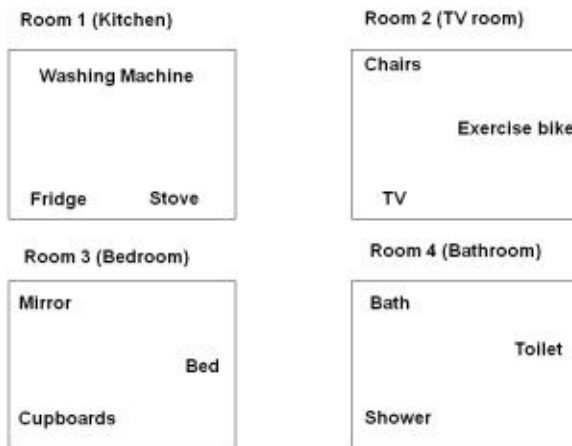 Room 1 (Kitchen)
Washing Machine
Fridge
Stove
Room 2 (TV room)
Chairs
Exercise bike
TV
Room 3 (Bedroom)
Mirror
Bed
Cupboards
Room 4 (Bathroom)
Bath
Toilet
Shower